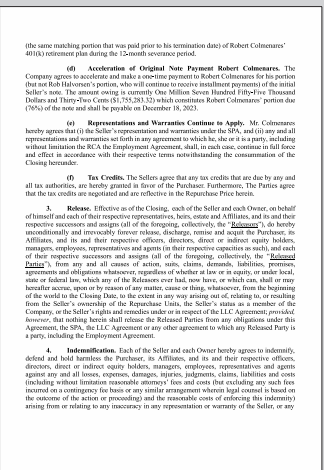 (the same matching portion that was paid prior to his termination date) of Robert Colmenares'
401(k) retirement plan during the 12-month severance period.
(d) Acceleration of Original Note Payment Robert Colmenares. The
Company agrees to accelerate and make a one-time payment to Robert Colmenares for his portion
(but not Rob Halvorsen's portion, who will continue to receive installment payments) of the initial
Seller's note. The amount owing is currently One Million Seven Hundred Fifty-Five Thousand
Dollars and Thirty-Two Cents ($1,755,283.32) which constitutes Robert Colmenares' portion due
(76%) of the note and shall be payable on December 18, 2023.
(e) Representations and Warranties Continue to Apply. Mr. Colmenares
hereby agrees that (i) the Seller's representation and warranties under the SPA, and (ii) any and all
representations and warranties set forth in any agreement to which he, she or it is a party, including
without limitation the RCA the Employment Agreement, shall, in each case, continue in full force
and effect in accordance with their respective terms notwithstanding the consummation of the
Closing hereunder.
(f) Tax Credits. The Sellers agree that any tax credits that are due by any and
all tax authorities, are hereby granted in favor of the Purchaser. Furthermore, The Parties agree
that the tax credits are negotiated and are reflective in the Repurchase Price herein.
3. Release. Effective as of the Closing, each of the Seller and each Owner, on behalf
of himself and each of their respective representatives, heirs, estate and Affiliates, and its and their
respective successors and assigns (all of the foregoing, collectively, the "Releasors"), do hereby
unconditionally and irrevocably forever release, discharge, remise and acquit the Purchaser, its
Affiliates, and its and their respective officers, directors, direct or indirect equity holders,
managers, employees, representatives and agents (in their respective capacities as such), and each
of their respective successors and assigns (all of the foregoing, collectively, the "Released
Parties"), from any and all causes of action, suits, claims, demands, liabilities, promises,
agreements and obligations whatsoever, regardless of whether at law or in equity, or under local,
state or federal law, which any of the Releasors ever had, now have, or which can, shall or may
hereafter accrue, upon or by reason of any matter, cause or thing, whatsoever, from the beginning
of the world to the Closing Date, to the extent in any way arising out of, relating to, or resulting
from the Seller's ownership of the Repurchase Units, the Seller's status as a member of the
Company, or the Seller's rights and remedies under or in respect of the LLC Agreement; provided,
however, that nothing herein shall release the Released Parties from any obligations under this
Agreement, the SPA, the LLC Agreement or any other agreement to which any Released Party is
a party, including the Employment Agreement.
4. Indemnification. Each of the Seller and each Owner hereby agrees to indemnify,
defend and hold harmless the Purchaser, its Affiliates, and its and their respective officers,
directors, direct or indirect equity holders, managers, employees, representatives and agents
against any and all losses, expenses, damages, injuries, judgments, claims, liabilities and costs
(including without limitation reasonable attorneys' fees and costs (but excluding any such fees
incurred on a contingency fee basis or any similar arrangement wherein legal counsel is based on
the outcome of the action or proceeding) and the reasonable costs of enforcing this indemnity)
arising from or relating to any inaccuracy in any representation or warranty of the Seller, or any